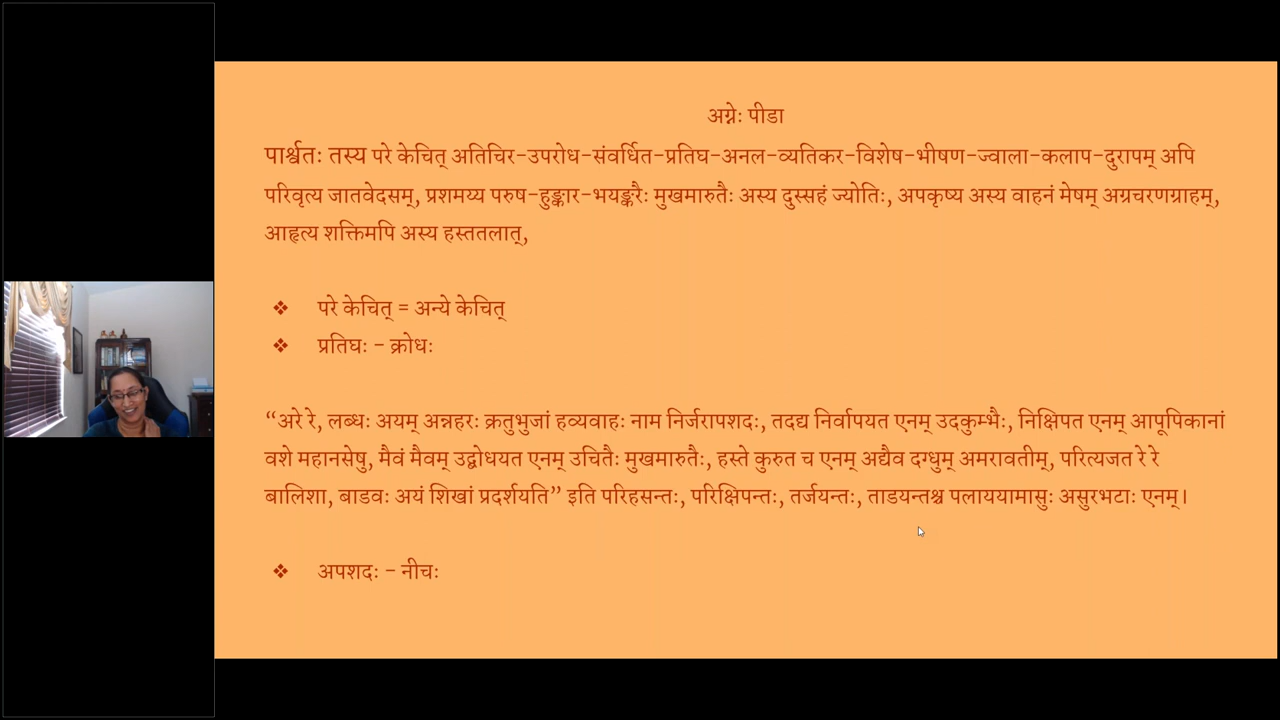 अग्नेः पीडा
पार्श्वतः तस्य परे केचित् अतिचिर-उपरोध-संवर्धित-प्रतिघ-अनल-व्यतिकर-विशेष-भीषण-ज्वाला-कलाप-दुरापम् अपि
परिवृत्य जातवेदसम्, प्रशमय्य परुष-हुङ्कार-भयङ्करैः मुखमारुतैः अस्य दुस्सहं ज्योतिः, अपकृष्य अस्य वाहनं मेषम् अग्रचरणग्राहम्,
आहृत्य शक्तिमपि अस्य हस्ततलात्,
❖ परे केचित् = अन्ये केचित्
❖ प्रतिघः - क्रोधः
“अरे रे, लब्धः अयम् अन्नहरः क्रतुभुजां हव्यवाहः नाम निर्जरापशदः, तदद्य निर्वापयत एनम् उदकुम्भैः, निक्षिपत एनम् आपूपिकानां
वशे महानसेषु, मैवं मैवम् उद्बोधयत एनम् उचितैः मुखमारुतैः, हस्ते कुरुत च एनम् अद्यैव दग्धुम् अमरावतीम्, परित्यजत रे रे
बालिशा, बाडवः अयं शिखां प्रदर्शयति” इति परिहसन्तः, परिक्षिपन्तः, तर्जयन्तः, ताडयन्तश्च पलाययामासुः असुरभटाः एनम्।
❖ अपशदः - नीचः